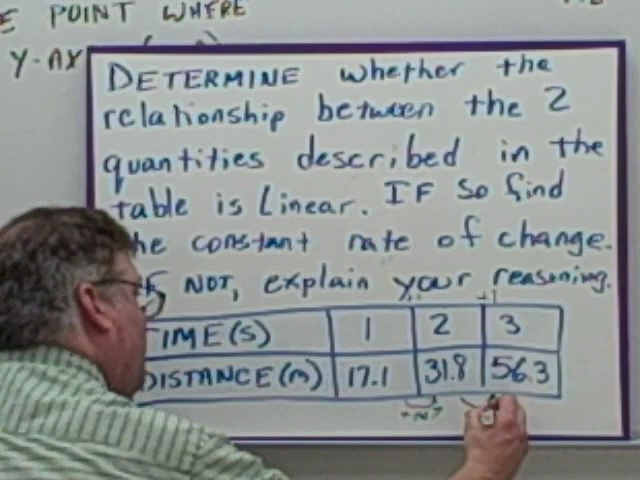 POINT WHERE
DETERMINE whether the
relationship between the 2
quantities described in the
table is Linear. IF so find
the constant rate of change.
NOT, explain your reasoning.
TIME(s) 1 2 3
DISTANCE(m) 17.1 31.8 56.3